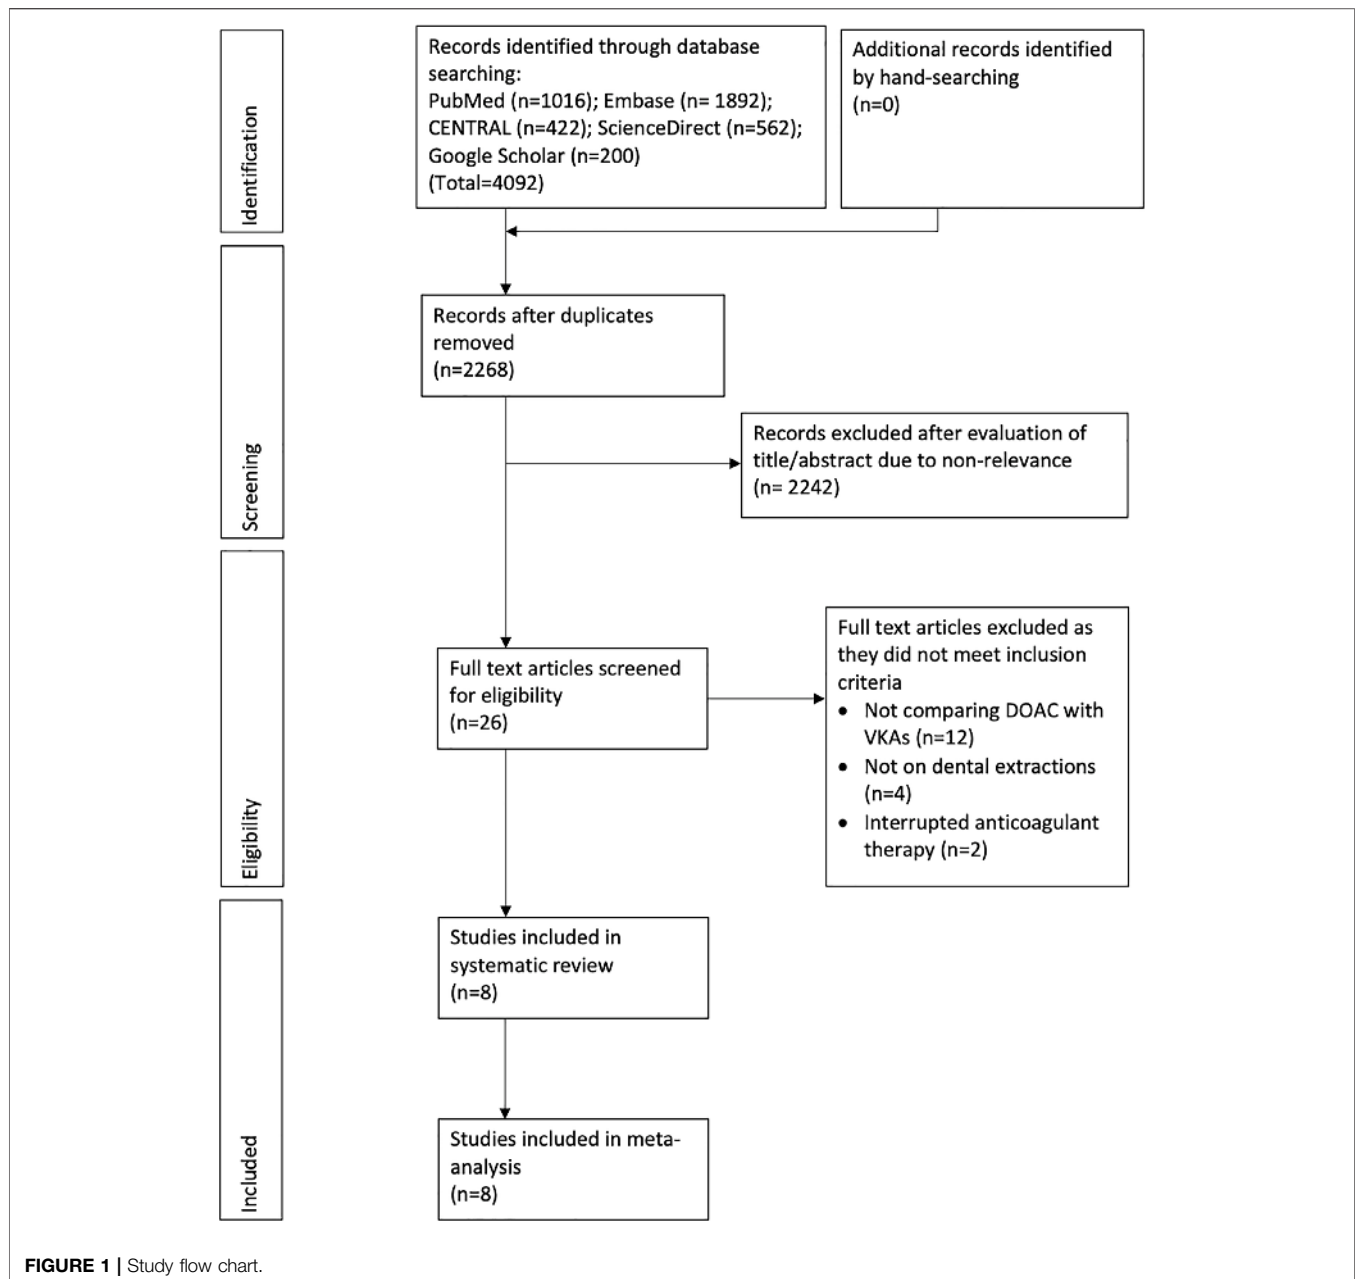 Identification
Records identified through database
searching:
PubMed (n=1016); Embase (n= 1892);
CENTRAL (n=422); ScienceDirect (n=562);
Google Scholar (n=200)
(Total=4092)
Additional records identified
by hand-searching
(n=0)
Screening
Records after duplicates
removed
(n=2268)
Records excluded after evaluation of
title/abstract due to non-relevance
(n= 2242)
Eligibility
Full text articles screened
for eligibility
(n=26)
Full text articles excluded as
they did not meet inclusion
criteria
• Not comparing DOAC with
VKAs (n=12)
• Not on dental extractions
(n=4)
• Interrupted anticoagulant
therapy (n=2)
Included
Studies included in
systematic review
(n=8)
Studies included in meta-
analysis
(n=8)
FIGURE 1 | Study flow chart.